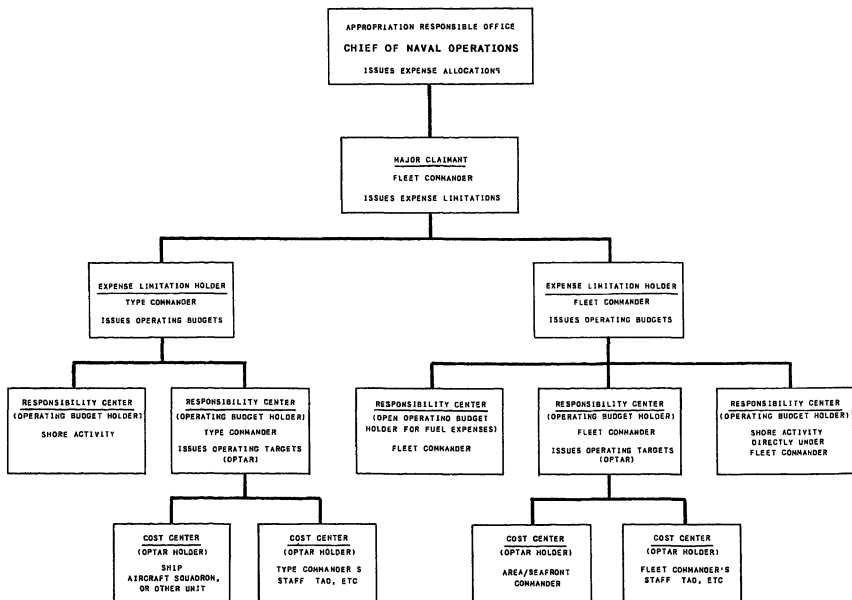 APPROPRIATION RESPONSIBLE OFFICE
CHIEF OF NAVAL OPERATIONS
ISSUES EXPENSE ALLOCATIONS
MAJOR CLAIMANT
FLEET COMMANDER
ISSUES EXPENSE LIMITATIONS
EXPENSE LIMITATION HOLDER
TYPE COMMANDER
ISSUES OPERATING BUDGETS
EXPENSE LIMITATION HOLDER
FLEET COMMANDER
ISSUES OPERATING BUDGETS
RESPONSIBILITY CENTER
(OPERATING BUDGET HOLDER)
SHORE ACTIVITY
RESPONSIBILITY CENTER
(OPERATING BUDGET HOLDER)
TYPE COMMANDER
ISSUES OPERATING TARGETS
(OPTAR)
RESPONSIBILITY CENTER
(OPEN OPERATING BUDGET
HOLDER FOR FUEL EXPENSES)
FLEET COMMANDER
RESPONSIBILITY CENTER
(OPERATING BUDGET HOLDER)
FLEET COMMANDER
ISSUES OPERATING TARGETS
(OPTAR)
RESPONSIBILITY CENTER
(OPERATING BUDGET HOLDER)
SHORE ACTIVITY
DIRECTLY UNDER
FLEET COMMANDER
COST CENTER
(OPTAR HOLDER)
SHIP
AIRCRAFT SQUADRON,
OR OTHER UNIT
COST CENTER
(OPTAR HOLDER)
TYPE COMMANDER S
STAFF TAD, ETC
COST CENTER
(OPTAR HOLDER)
AREA/SEAFRONT
COMMANDER
COST CENTER
(OPTAR HOLDER)
FLEET COMMANDER'S
STAFF TAD, ETC